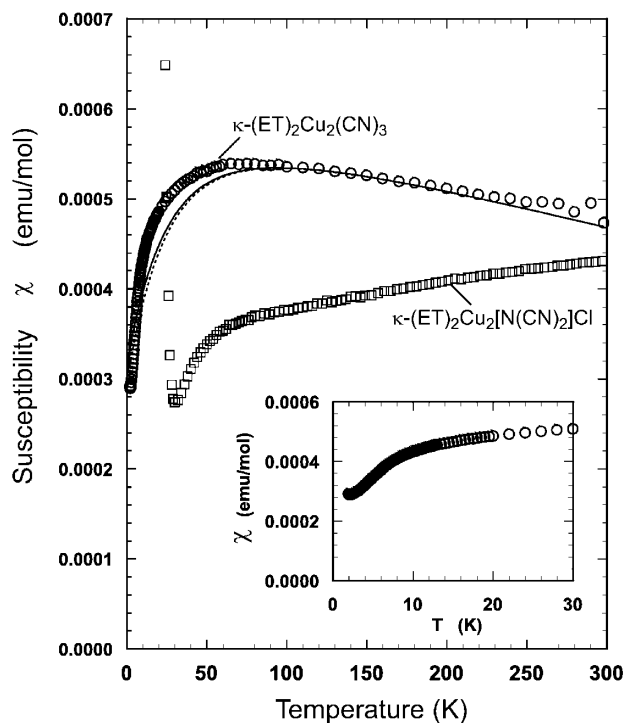 0.0007
0.0006
0.0005
0.0004
0.0003
0.0002
0.0001
0.0000
Susceptibility χ (emu/mol)
κ-(ET)2Cu2(CN)3
κ-(ET)2Cu2[N(CN)2]Cl
0.0006
0.0004
0.0002
0.0000
χ (emu/mol)
0 10 20 30
T (K)
0 50 100 150 200 250 300
Temperature (K)